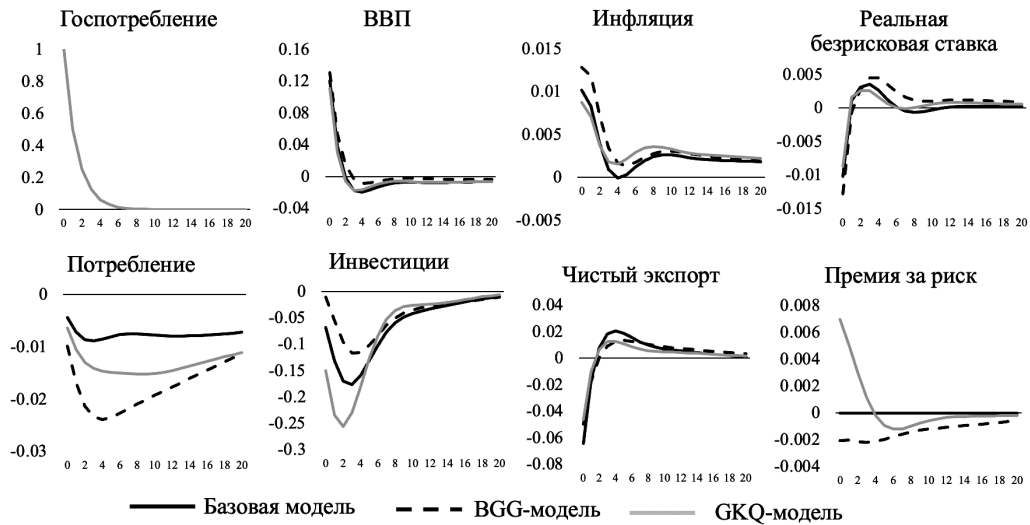 Госпотребление
1
0.8
0.6
0.4
0.2
0
0 2 4 6 8 10 12 14 16 18 20
ВВП
0.16
0.12
0.08
0.04
0
-0.04
0 2 4 6 8 10 12 14 16 18 20
Инфляция
0.015
0.01
0.005
0
-0.005
0 2 4 6 8 10 12 14 16 18 20
Реальная
безрисковая ставка
0.005
0
-0.005
-0.01
-0.015
0 2 4 6 8 10 12 14 16 18 20
Потребление
0
-0.01
-0.02
-0.03
0 2 4 6 8 10 12 14 16 18 20
Инвестиции
0
-0.05
-0.1
-0.15
-0.2
-0.25
-0.3
0 2 4 6 8 10 12 14 16 18 20
Чистый экспорт
0.04
0.02
0
-0.02
-0.04
-0.06
-0.08
0 2 4 6 8 10 12 14 16 18 20
Премия за риск
0.008
0.006
0.004
0.002
0
-0.002
-0.004
0 2 4 6 8 10 12 14 16 18 20
Базовая модель
BGG-модель
GKQ-модель